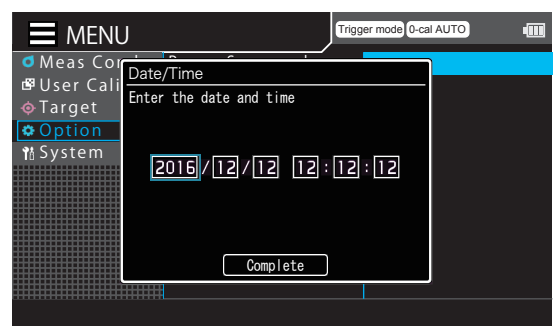 MENU
Trigger mode 0-cal AUTO
Meas
Date/Time
User Cali
Enter the date and time
Target
Option
System
2016/12/12 12:12:12
Complete